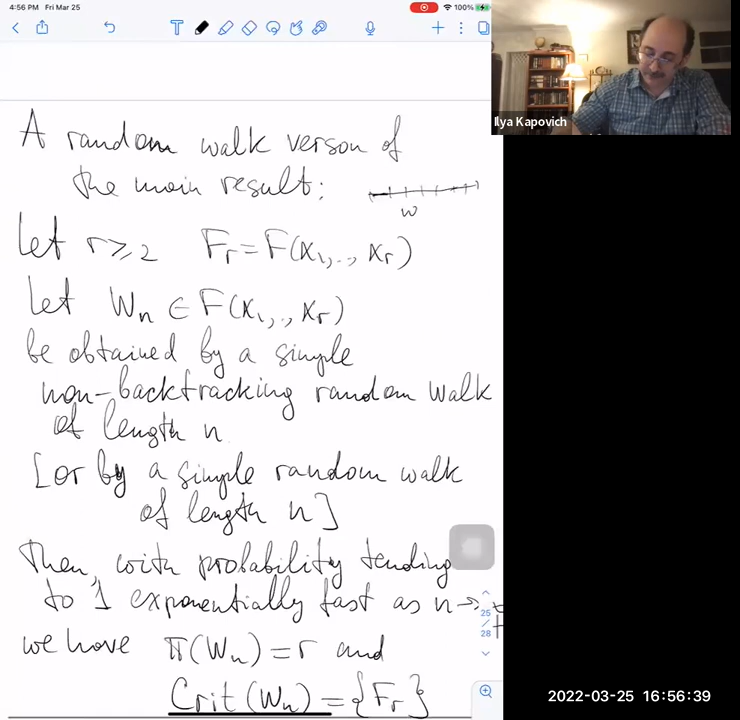 4:56 PM Fri Mar 25
100%
Ilya Kapovich
A random walk verson of
the main result:
w
Let r ≥ 2 F_r = F(x_1, .., x_r)
Let W_n ∈ F(x_1, .., x_r)
be obtained by a simple
non-backtracking random walk
of length n
[or by a simple random walk
of length n]
Then, with probability tending
to 1 exponentially fast as n →
we have π(W_n) = r and
Crit(W_n) = {F_r}
25
/
28
2022-03-25 16:56:39